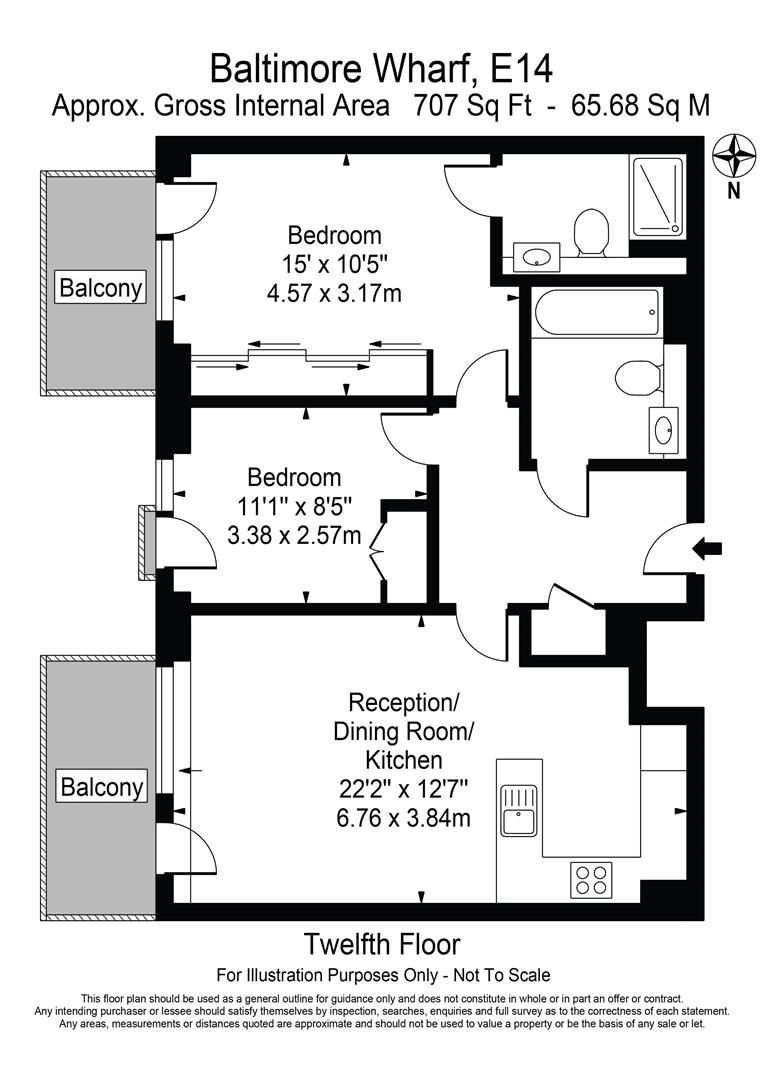 Baltimore Wharf, E14
Approx. Gross Internal Area 707 Sq Ft - 65.68 Sq M
N
Bedroom
15' x 10'5"
4.57 x 3.17m
Balcony
Bedroom
11'1" x 8'5"
3.38 x 2.57m
Reception/
Dining Room/
Kitchen
22'2" x 12'7"
6.76 x 3.84m
Balcony
Twelfth Floor
For Illustration Purposes Only - Not To Scale
This floor plan should be used as a general outline for guidance only and does not constitute in whole or in part an offer or contract.
Any intending purchaser or lessee should satisfy themselves by inspection, searches, enquiries and full survey as to the correctness of each statement.
Any areas, measurements or distances quoted are approximate and should not be used to value a property or be the basis of any sale or let.